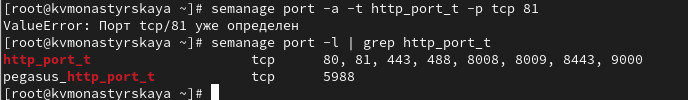 [root@kvmonastyrskaya ~]# semanage port -a -t http_port_t -p tcp 81
ValueError: Порт tcp/81 уже определен
[root@kvmonastyrskaya ~]# semanage port -l | grep http_port_t
http_port_t tcp 80, 81, 443, 488, 8008, 8009, 8443, 9000
pegasus_http_port_t tcp 5988
[root@kvmonastyrskaya ~]#